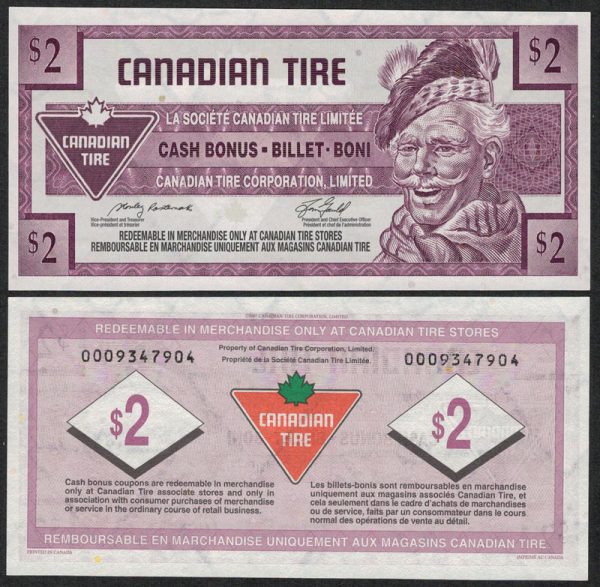 $2
$2
CANADIAN TIRE
LA SOCIÉTÉ CANADIAN TIRE LIMITÉE
CANADIAN
TIRE
CASH BONUS • BILLET • BONI
CANADIAN TIRE CORPORATION, LIMITED
Vice-President and Treasurer
Vice-président et trésorier
President and Chief Executive Officer
Président et chef de l'administration
$2
REDEEMABLE IN MERCHANDISE ONLY AT CANADIAN TIRE STORES
REMBOURSABLE EN MARCHANDISE UNIQUEMENT AUX MAGASINS CANADIAN TIRE
$2
CANADIAN TIRE CORPORATION, LIMITED
REDEEMABLE IN MERCHANDISE ONLY AT CANADIAN TIRE STORES
Property of Canadian Tire Corporation, Limited.
Propriété de la Société Canadian Tire Limitée.
0009347904
0009347904
$2
CANADIAN
TIRE
$2
Cash bonus coupons are redeemable in merchandise
only at Canadian Tire associate stores and only in
association with consumer purchases of merchandise
or service in the ordinary course of retail business.
Les billets-bonis sont remboursables en marchandise
uniquement aux magasins associés Canadian Tire, et
cela seulement dans le cadre d'achats de marchandises
ou de service, faits par un consommateur dans le cours
normal des opérations de vente au détail.
REMBOURSABLE EN MERCHANDISE UNIQUEMENT AUX MAGASINS CANADIAN TIRE
PRINTED IN CANADA
IMPRIMÉ AU CANADA